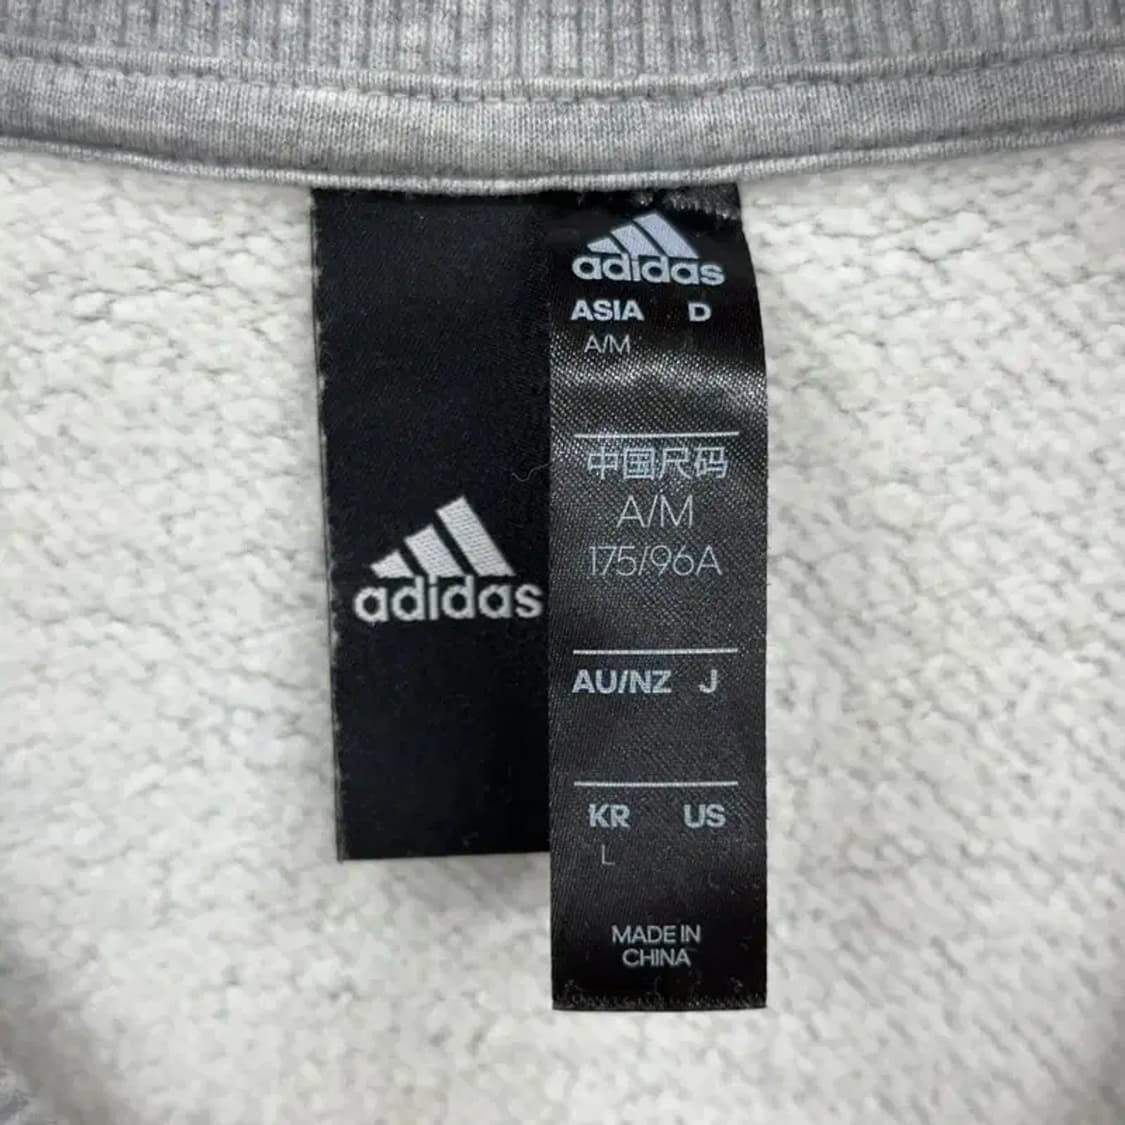 adidas
adidas
ASIA D
A/M
中国尺码
A/M
175/96A
AU/NZ J
KR US
L
MADE IN
CHINA